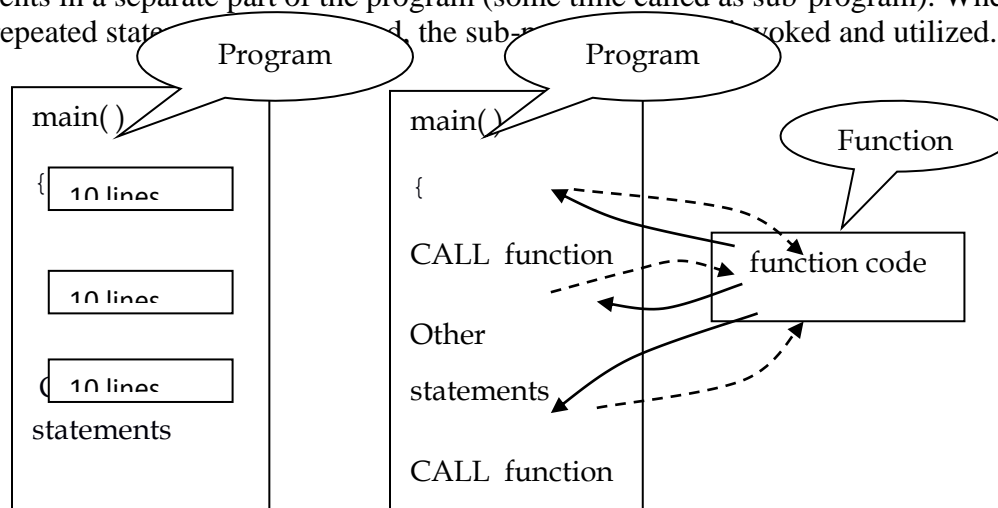 ents in a separate part of the program (some time called as sub-program). Whe
epeated state d, the sub- voked and utilized.
Program
main( )
{
10 lines
10 lines
10 lines
statements
Program
main()
{
CALL function
Other
statements
CALL function
Function
function code